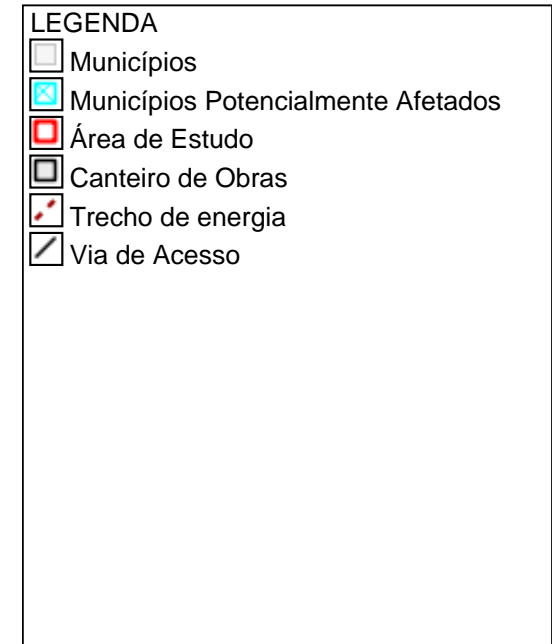 LEGENDA
Municípios
Municípios Potencialmente Afetados
Área de Estudo
Canteiro de Obras
Trecho de energia
Via de Acesso